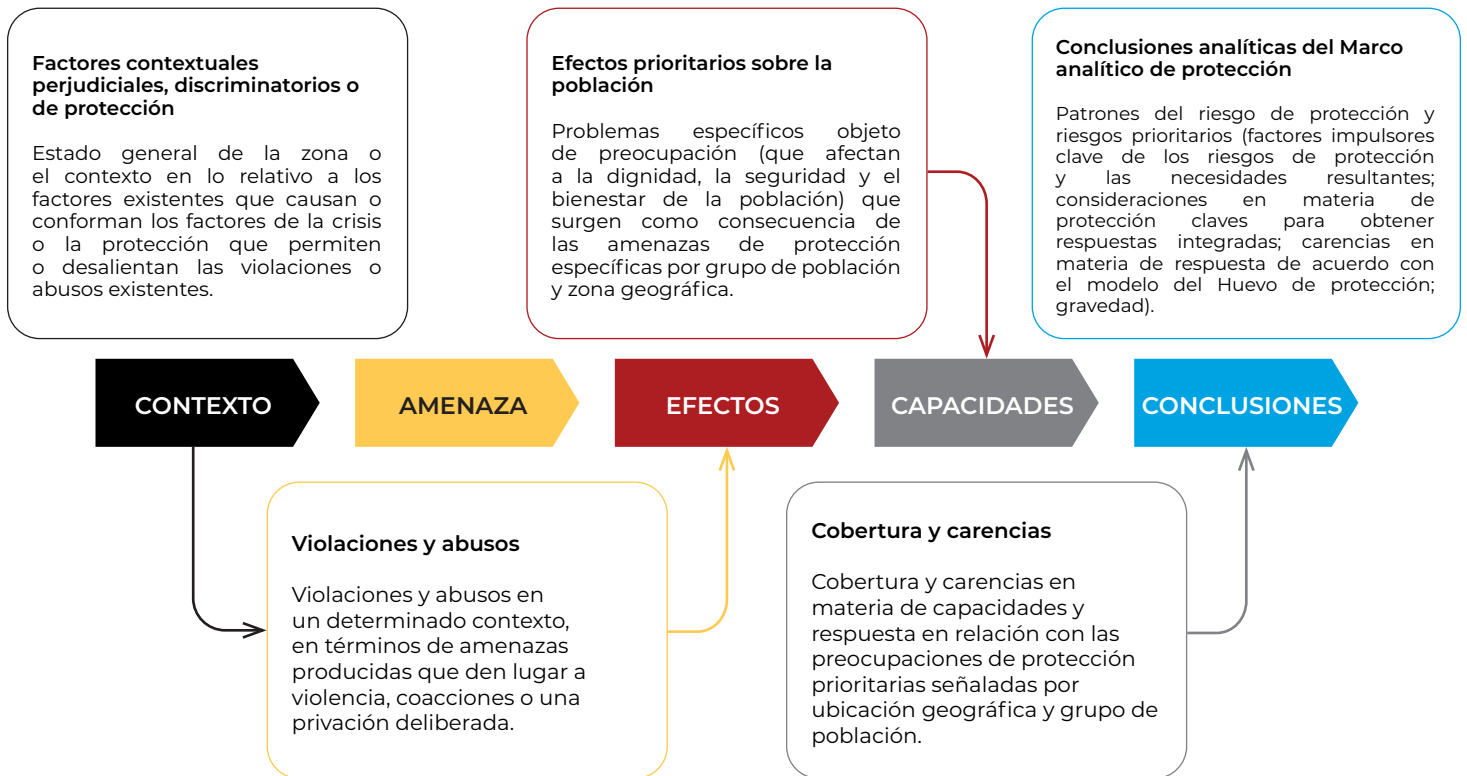 Factores contextuales
perjudiciales, discriminatorios o
de protección
Estado general de la zona o
el contexto en lo relativo a los
factores existentes que causan o
conforman los factores de la crisis
o la protección que permiten
o desalientan las violaciones o
abusos existentes.
Efectos prioritarios sobre la
población
Problemas específicos objeto
de preocupación (que afectan
a la dignidad, la seguridad y el
bienestar de la población) que
surgen como consecuencia de
las amenazas de protección
específicas por grupo de población
y zona geográfica.
Conclusiones analíticas del Marco
analítico de protección
Patrones del riesgo de protección y
riesgos prioritarios (factores impulsores
clave de los riesgos de protección
y las necesidades resultantes;
consideraciones en materia de
protección claves para obtener
respuestas integradas; carencias en
materia de respuesta de acuerdo con
el modelo del Huevo de protección;
gravedad).
CONTEXTO
AMENAZA
EFECTOS
CAPACIDADES
CONCLUSIONES
Violaciones y abusos
Violaciones y abusos en
un determinado contexto,
en términos de amenazas
producidas que den lugar a
violencia, coacciones o una
privación deliberada.
Cobertura y carencias
Cobertura y carencias en
materia de capacidades y
respuesta en relación con las
preocupaciones de protección
prioritarias señaladas por
ubicación geográfica y grupo de
población.